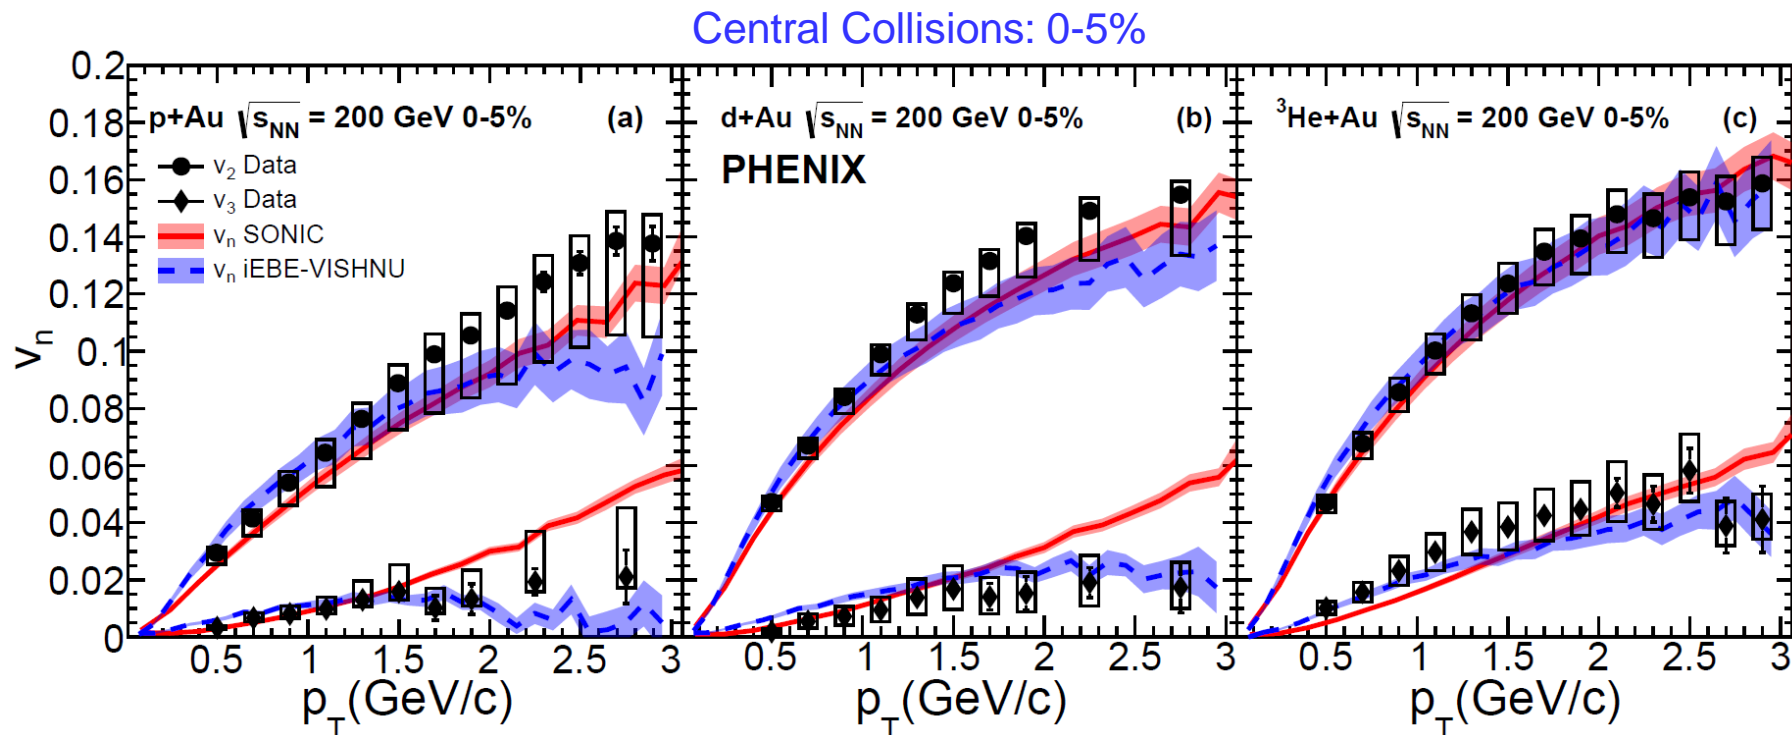 Central Collisions: 0-5%
p+Au √sNN = 200 GeV 0-5% (a)
v2 Data
v3 Data
vn SONIC
vn iEBE-VISHNU
d+Au √sNN = 200 GeV 0-5% (b)
PHENIX
3He+Au √sNN = 200 GeV 0-5% (c)
vn
0.2
0.18
0.16
0.14
0.12
0.1
0.08
0.06
0.04
0.02
0
0.5 1 1.5 2 2.5 3
0.5 1 1.5 2 2.5 3
0.5 1 1.5 2 2.5 3
pT(GeV/c)
pT(GeV/c)
pT(GeV/c)